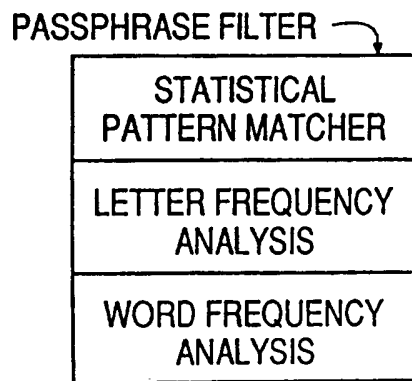 PASSPHRASE FILTER
STATISTICAL
PATTERN MATCHER
LETTER FREQUENCY
ANALYSIS
WORD FREQUENCY
ANALYSIS